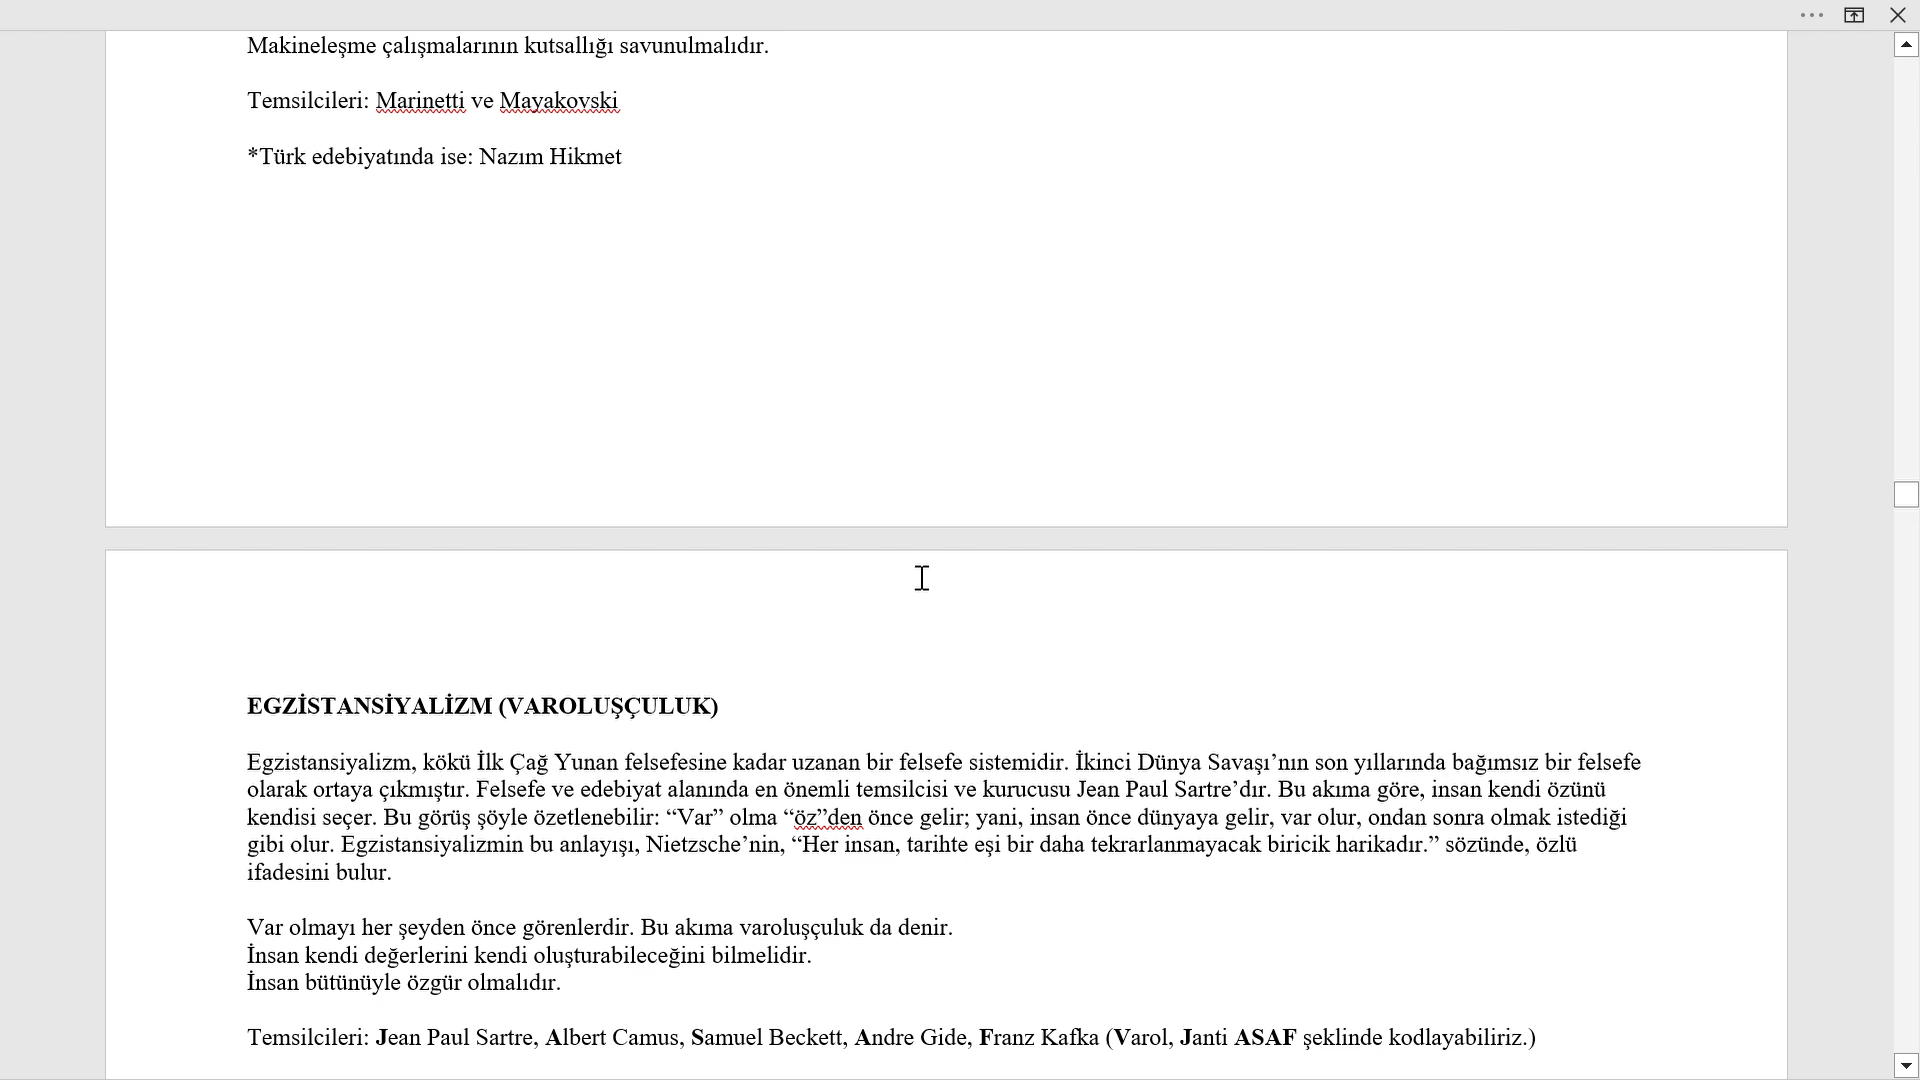 Makineleşme çalışmalarının kutsallığı savunulmalıdır.
Temsilcileri: Marinetti ve Mayakovski
*Türk edebiyatında ise: Nazım Hikmet
EGZİSTANSİYALİZM (VAROLUŞÇULUK)
Egzistansiyalizm, kökü İlk Çağ Yunan felsefesine kadar uzanan bir felsefe sistemidir. İkinci Dünya Savaşı’nın son yıllarında bağımsız bir felsefe
olarak ortaya çıkmıştır. Felsefe ve edebiyat alanında en önemli temsilcisi ve kurucusu Jean Paul Sartre’dır. Bu akıma göre, insan kendi özünü
kendisi seçer. Bu görüş şöyle özetlenebilir: “Var” olma “öz”den önce gelir; yani, insan önce dünyaya gelir, var olur, ondan sonra olmak istediği
gibi olur. Egzistansiyalizmin bu anlayışı, Nietzsche’nin, “Her insan, tarihte eşi bir daha tekrarlanmayacak biricik harikadır.” sözünde, özlü
ifadesini bulur.
Var olmayı her şeyden önce görenlerdir. Bu akıma varoluşçuluk da denir.
İnsan kendi değerlerini kendi oluşturabileceğini bilmelidir.
İnsan bütünüyle özgür olmalıdır.
Temsilcileri: Jean Paul Sartre, Albert Camus, Samuel Beckett, Andre Gide, Franz Kafka (Varol, Janti ASAF şeklinde kodlayabiliriz.)